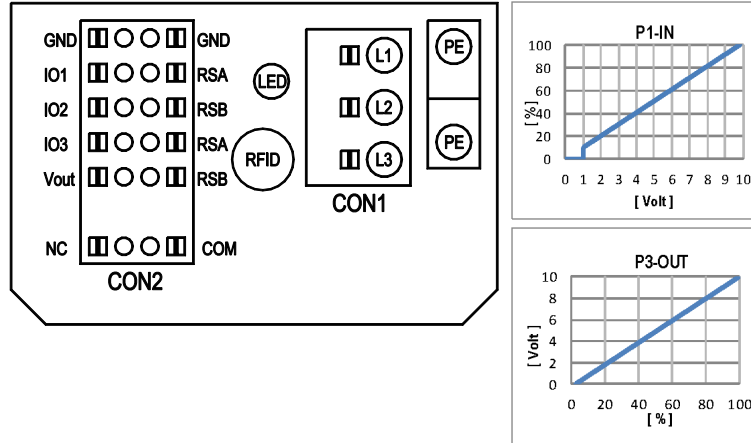 GND GND
IO1 RSA
IO2 RSB
IO3 RSA
Vout RSB
NC COM
CON2
LED
RFID
L1
L2
L3
CON1
PE
PE
P1-IN
100
80
60
40
20
0
[ % ]
0 1 2 3 4 5 6 7 8 9 10
[ Volt ]
P3-OUT
10
8
6
4
2
0
[ Volt ]
0 20 40 60 80 100
[ % ]